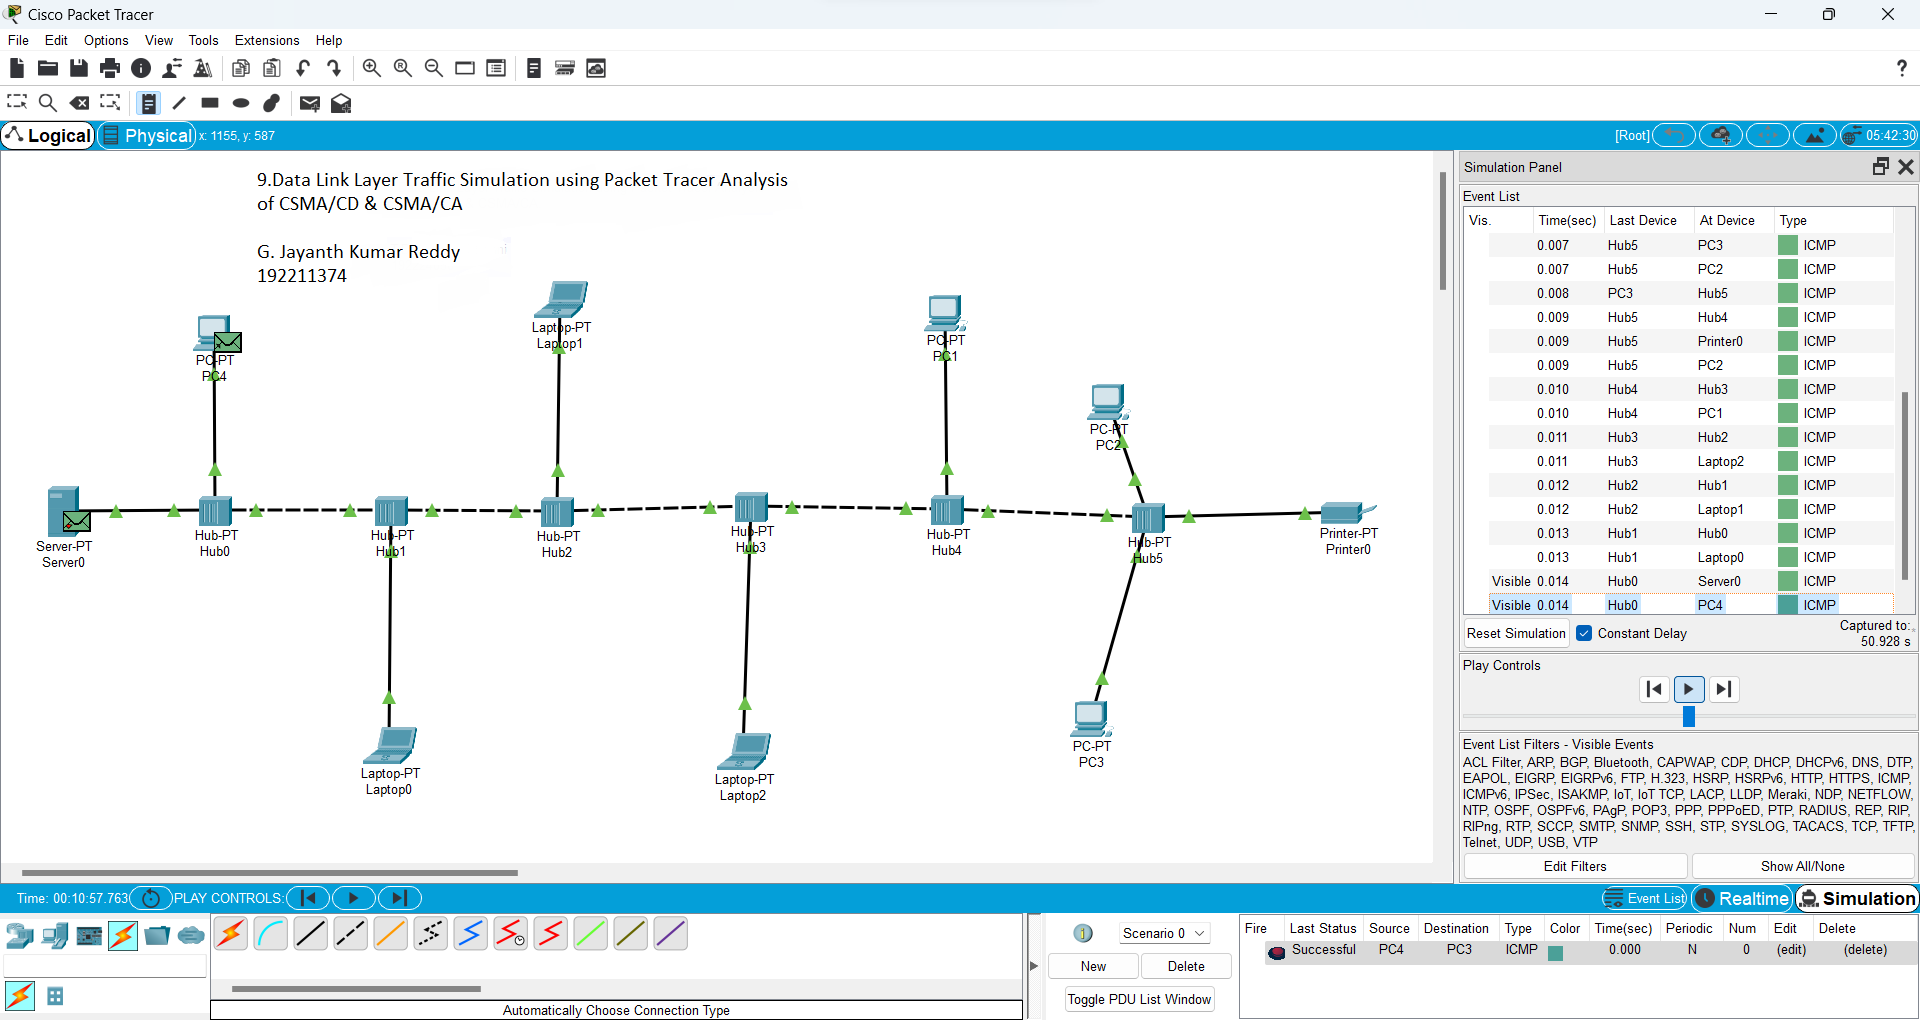 Cisco Packet Tracer
File Edit Options View Tools Extensions Help
Logical Physical x: 1155, y: 587 [Root] 05:42:30
9.Data Link Layer Traffic Simulation using Packet Tracer Analysis
of CSMA/CD & CSMA/CA
G. Jayanth Kumar Reddy
192211374
PC-PT
PC4
Laptop-PT
Laptop1
PC-PT
PC1
PC-PT
PC2
Server-PT
Server0
Hub-PT
Hub0
Hub-PT
Hub1
Hub-PT
Hub2
Hub-PT
Hub3
Hub-PT
Hub4
Hub-PT
Hub5
Printer-PT
Printer0
Laptop-PT
Laptop0
Laptop-PT
Laptop2
PC-PT
PC3
Simulation Panel
Event List
Vis. Time(sec) Last Device At Device Type
0.007 Hub5 PC3 ICMP
0.007 Hub5 PC2 ICMP
0.008 PC3 Hub5 ICMP
0.009 Hub5 Hub4 ICMP
0.009 Hub5 Printer0 ICMP
0.009 Hub5 PC2 ICMP
0.010 Hub4 Hub3 ICMP
0.010 Hub4 PC1 ICMP
0.011 Hub3 Hub2 ICMP
0.011 Hub3 Laptop2 ICMP
0.012 Hub2 Hub1 ICMP
0.012 Hub2 Laptop1 ICMP
0.013 Hub1 Hub0 ICMP
0.013 Hub1 Laptop0 ICMP
Visible 0.014 Hub0 Server0 ICMP
Visible 0.014 Hub0 PC4 ICMP
Reset Simulation Constant Delay Captured to:
50.928 s
Play Controls
Event List Filters - Visible Events
ACL Filter, ARP, BGP, Bluetooth, CAPWAP, CDP, DHCP, DHCPv6, DNS, DTP,
EAPOL, EIGRP, EIGRPv6, FTP, H.323, HSRP, HSRPv6, HTTP, HTTPS, ICMP,
ICMPv6, IPSec, ISAKMP, IoT, IoT TCP, LACP, LLDP, Meraki, NDP, NETFLOW,
NTP, OSPF, OSPFv6, PAgP, POP3, PPP, PPPoED, PTP, RADIUS, REP, RIP,
RIPng, RTP, SCCP, SMTP, SNMP, SSH, STP, SYSLOG, TACACS, TCP, TFTP,
Telnet, UDP, USB, VTP
Edit Filters Show All/None
Time: 00:10:57.763 PLAY CONTROLS: Event List Realtime Simulation
Automatically Choose Connection Type
Scenario 0
New Delete
Toggle PDU List Window
Fire Last Status Source Destination Type Color Time(sec) Periodic Num Edit Delete
Successful PC4 PC3 ICMP 0.000 N 0 (edit) (delete)